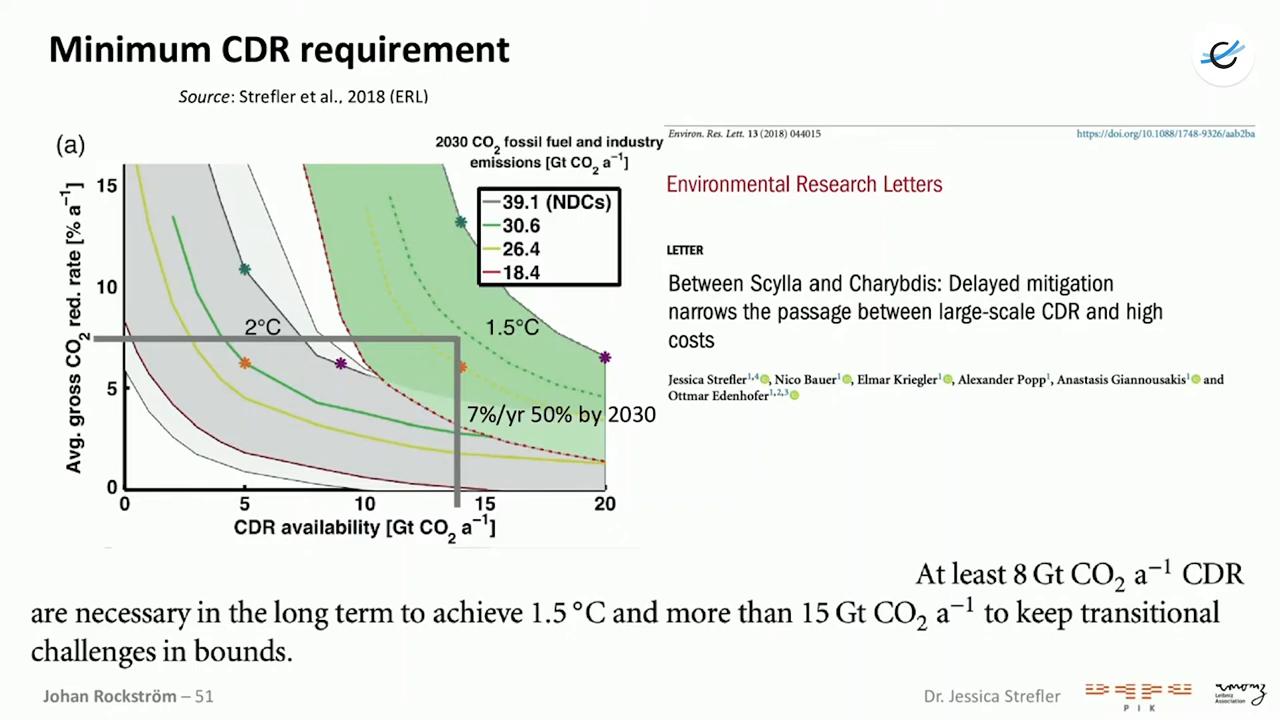 Minimum CDR requirement
Source: Strefler et al., 2018 (ERL)
(a)
2030 CO2 fossil fuel and industry
emissions [Gt CO2 a−1]
39.1 (NDCs)
30.6
26.4
18.4
Avg. gross CO2 red. rate [% a−1]
15
10
5
0
2°C
1.5°C
7%/yr 50% by 2030
0 5 10 15 20
CDR availability [Gt CO2 a−1]
Environ. Res. Lett. 13 (2018) 044015
https://doi.org/10.1088/1748-9326/aab2ba
Environmental Research Letters
LETTER
Between Scylla and Charybdis: Delayed mitigation
narrows the passage between large-scale CDR and high
costs
Jessica Strefler1,4, Nico Bauer1, Elmar Kriegler1, Alexander Popp1, Anastasis Giannousakis1 and
Ottmar Edenhofer1,2,3
At least 8 Gt CO2 a−1 CDR
are necessary in the long term to achieve 1.5 °C and more than 15 Gt CO2 a−1 to keep transitional
challenges in bounds.
Johan Rockström – 51
Dr. Jessica Strefler
P I K
Leibniz
Association